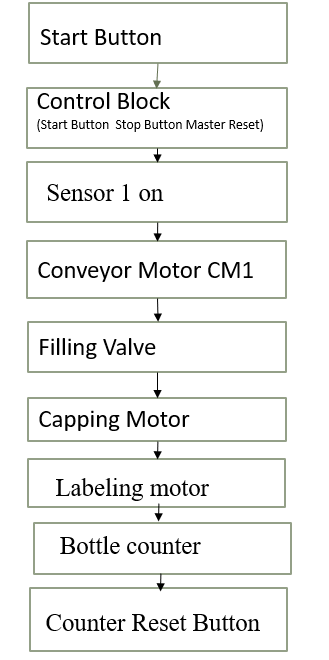 Start Button
Control Block
(Start Button Stop Button Master Reset)
Sensor 1 on
Conveyor Motor CM1
Filling Valve
Capping Motor
Labeling motor
Bottle counter
Counter Reset Button